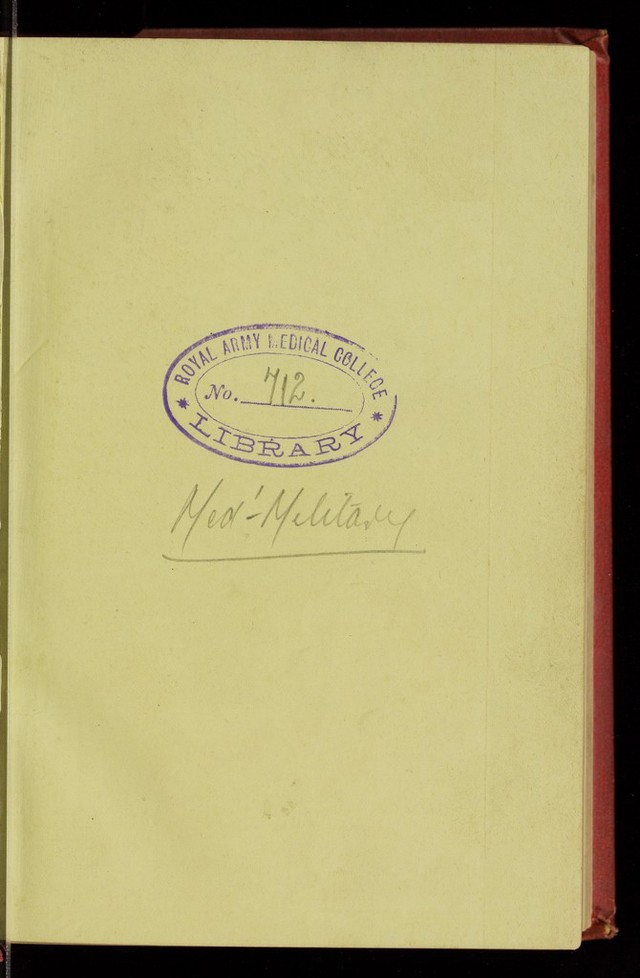 ROYAL ARMY MEDICAL COLLEGE
No. 712.
LIBRARY
Med'-Military